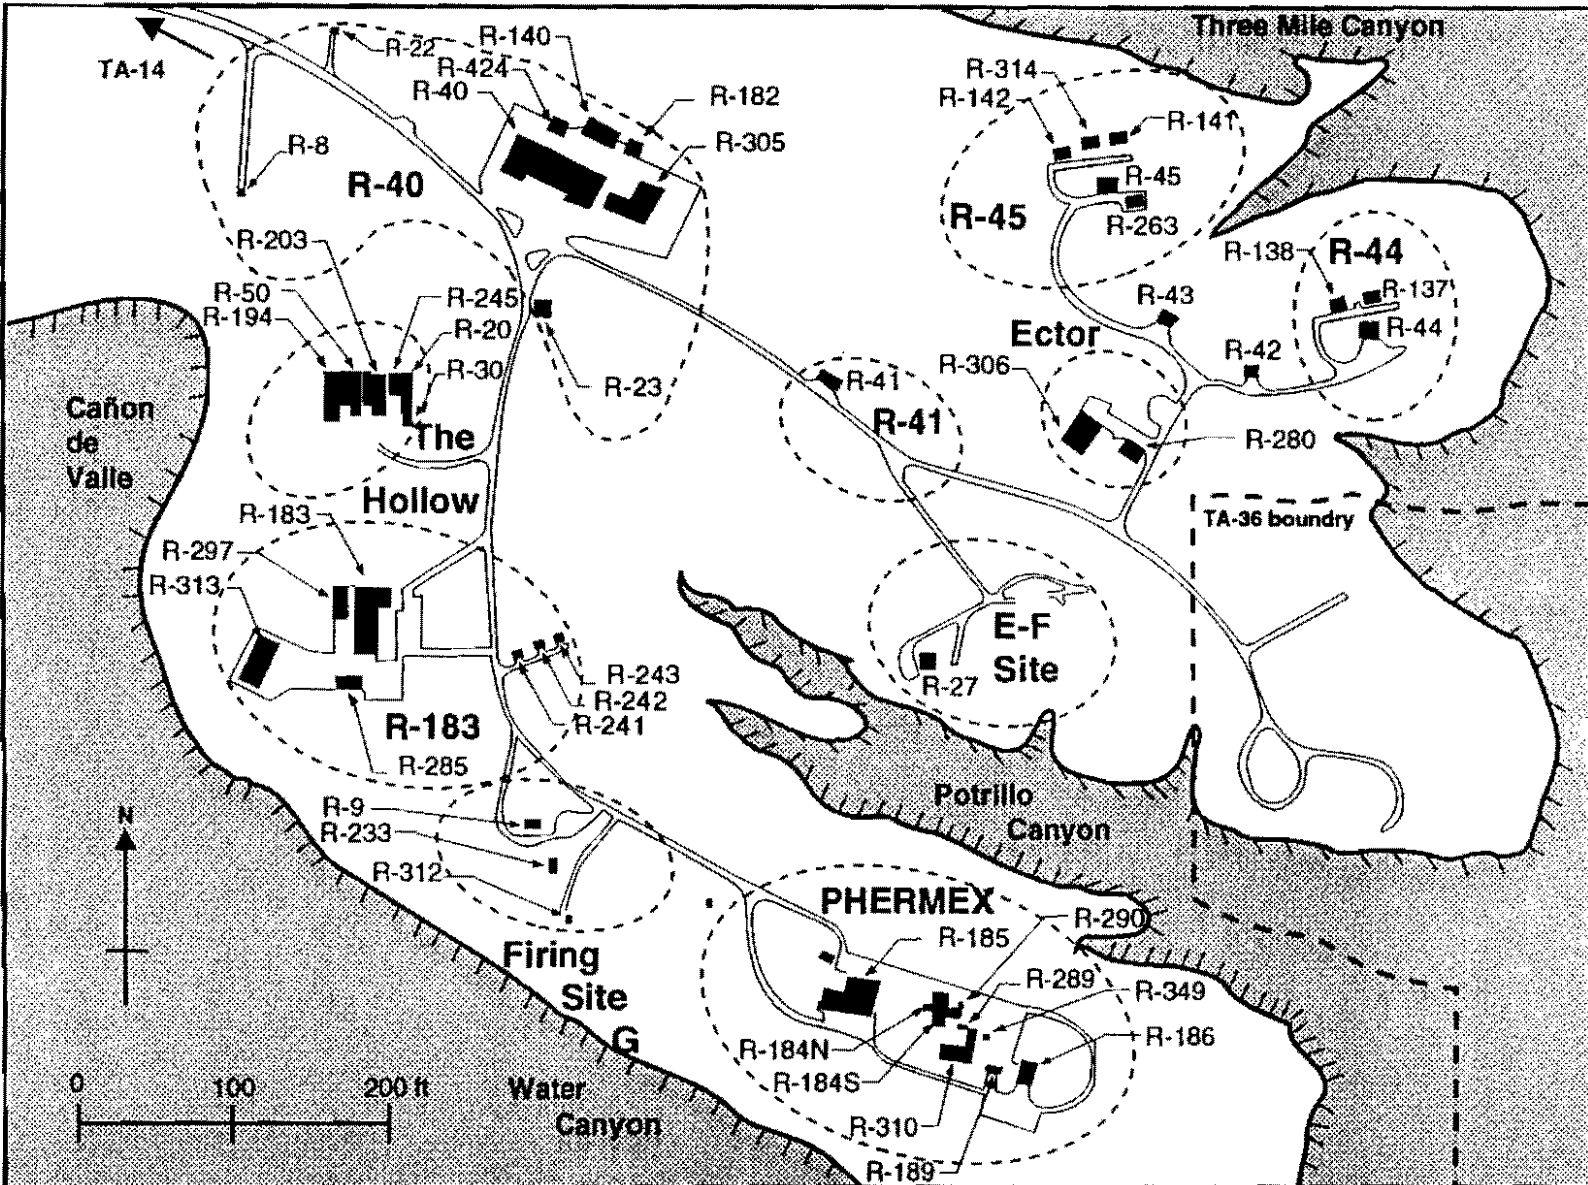 Three Mile Canyon
TA-14
R-22
R-140
R-424
R-40
R-182
R-305
R-8
R-40
R-314
R-142
R-141
R-45
R-45
R-263
R-203
R-50
R-194
R-245
R-20
R-30
R-138
R-44
R-137
R-44
R-43
Ector
R-42
R-306
R-280
R-23
R-41
R-41
Cañon
de
Valle
The
Hollow
R-183
R-297
R-313
TA-36 boundry
E-F
Site
R-27
R-243
R-242
R-241
R-183
R-285
R-9
R-233
R-312
Potrillo
Canyon
N
PHERMEX
R-290
R-185
R-289
R-349
R-186
R-184N
R-184S
R-310
R-189
Firing
Site
G
0 100 200 ft
Water
Canyon